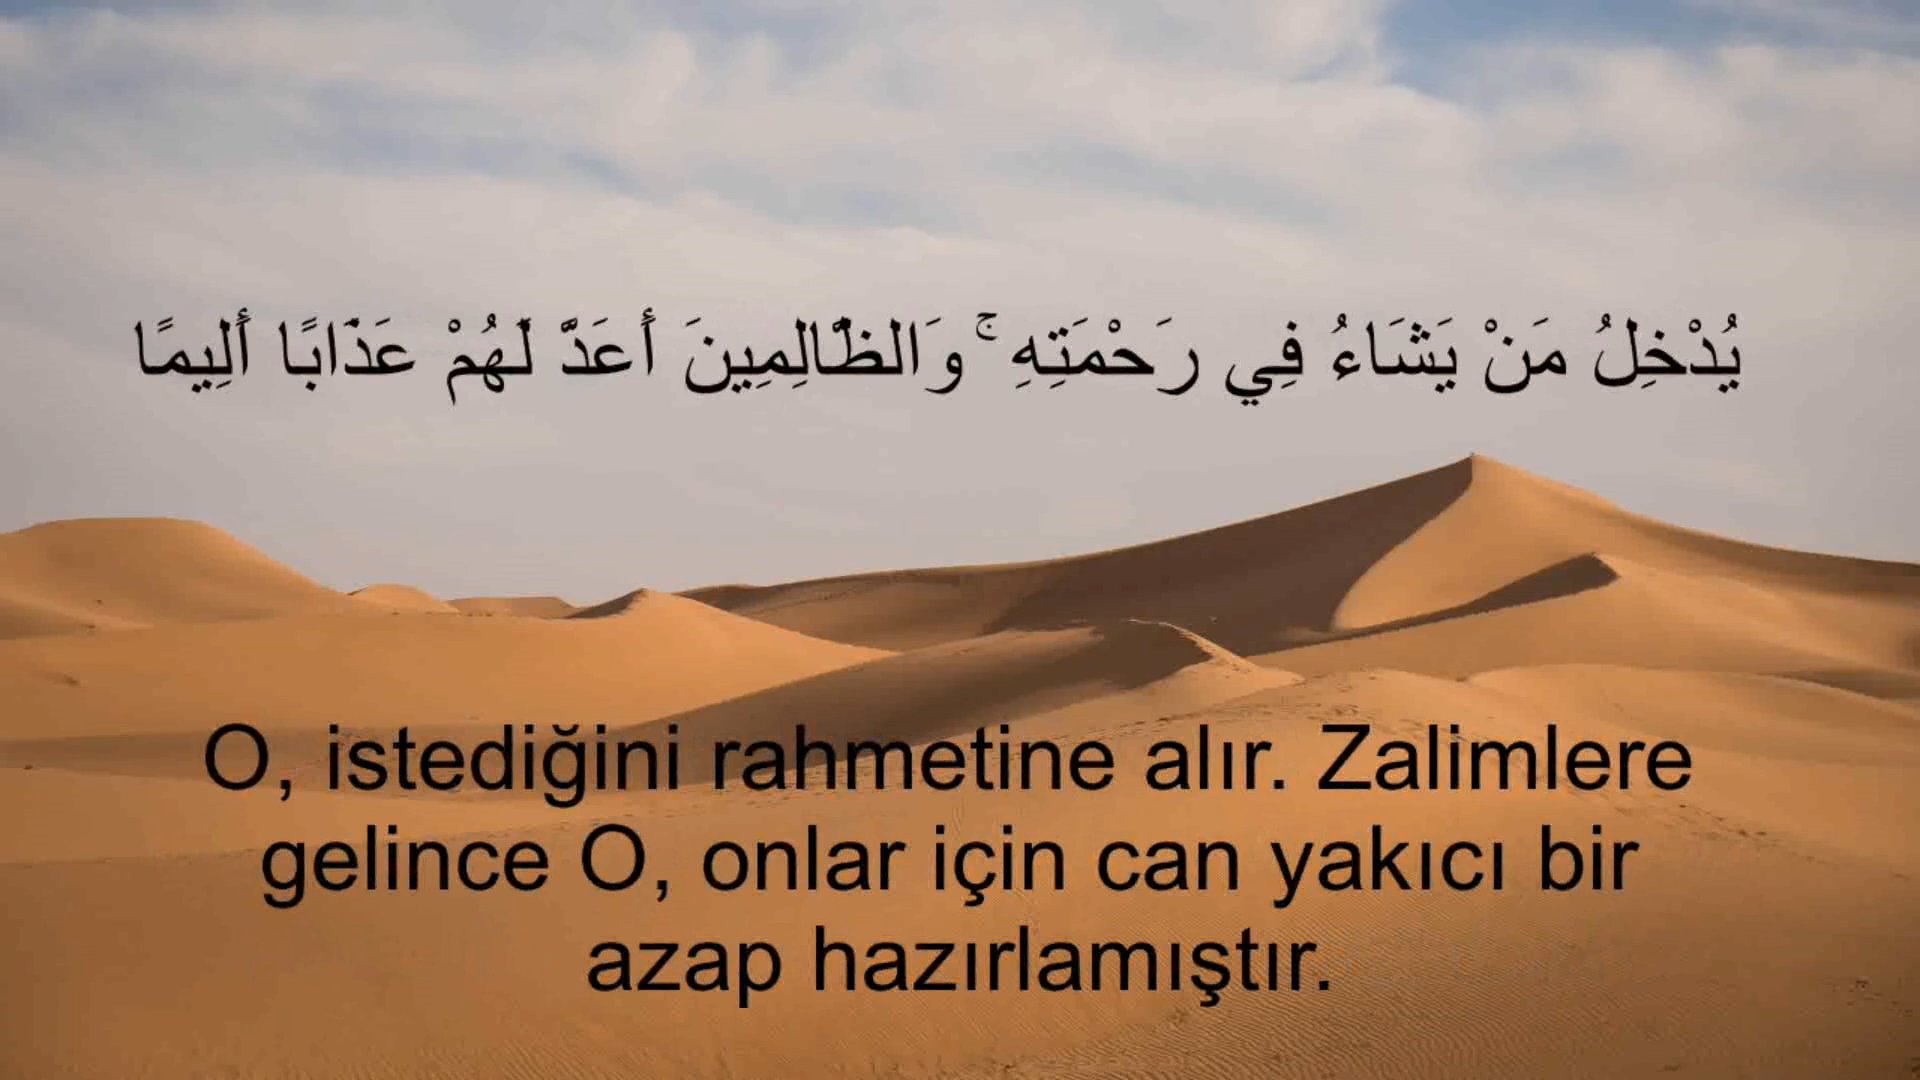 يُدْخِلُ مَنْ يَشَاءُ فِي رَحْمَتِهِ ۚ وَالظَّالِمِينَ أَعَدَّ لَهُمْ عَذَابًا أَلِيمًا
O, istediğini rahmetine alır. Zalimlere
gelince O, onlar için can yakıcı bir
azap hazırlamıştır.